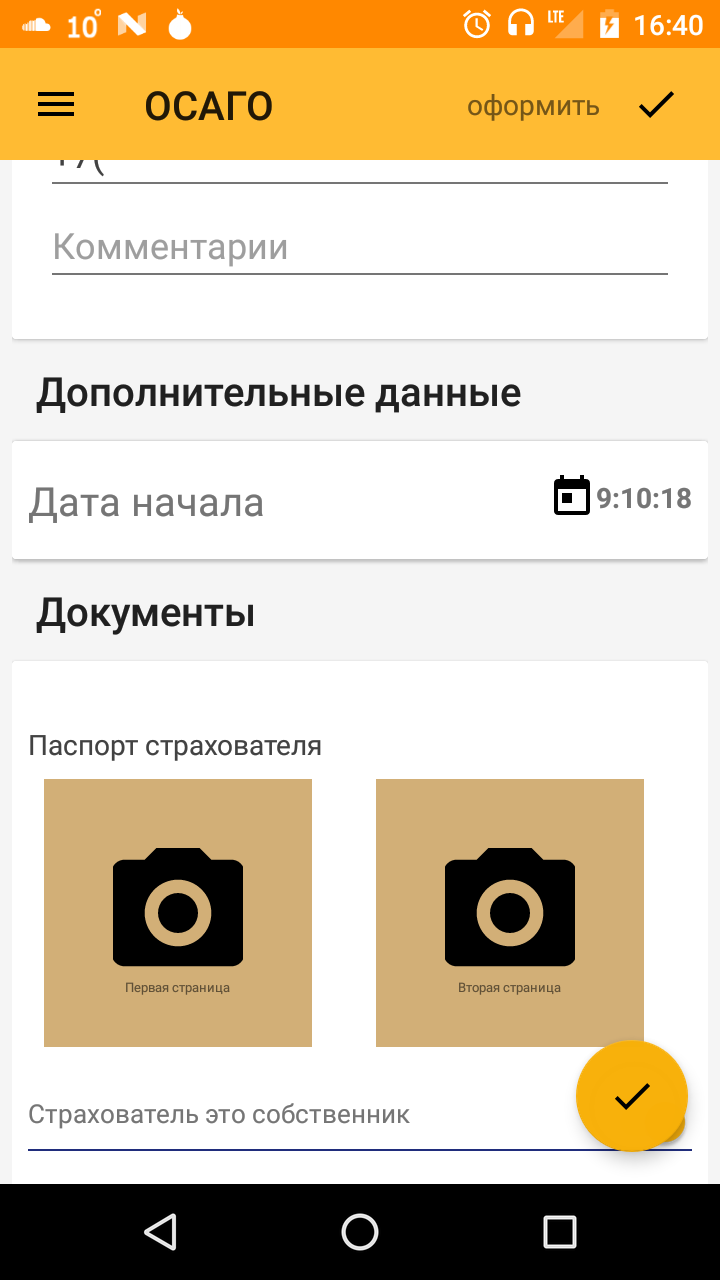 10° LTE 16:40
ОСАГО оформить
Комментарии
Дополнительные данные
Дата начала 9:10:18
Документы
Паспорт страхователя
Первая страница Вторая страница
Страхователь это собственник